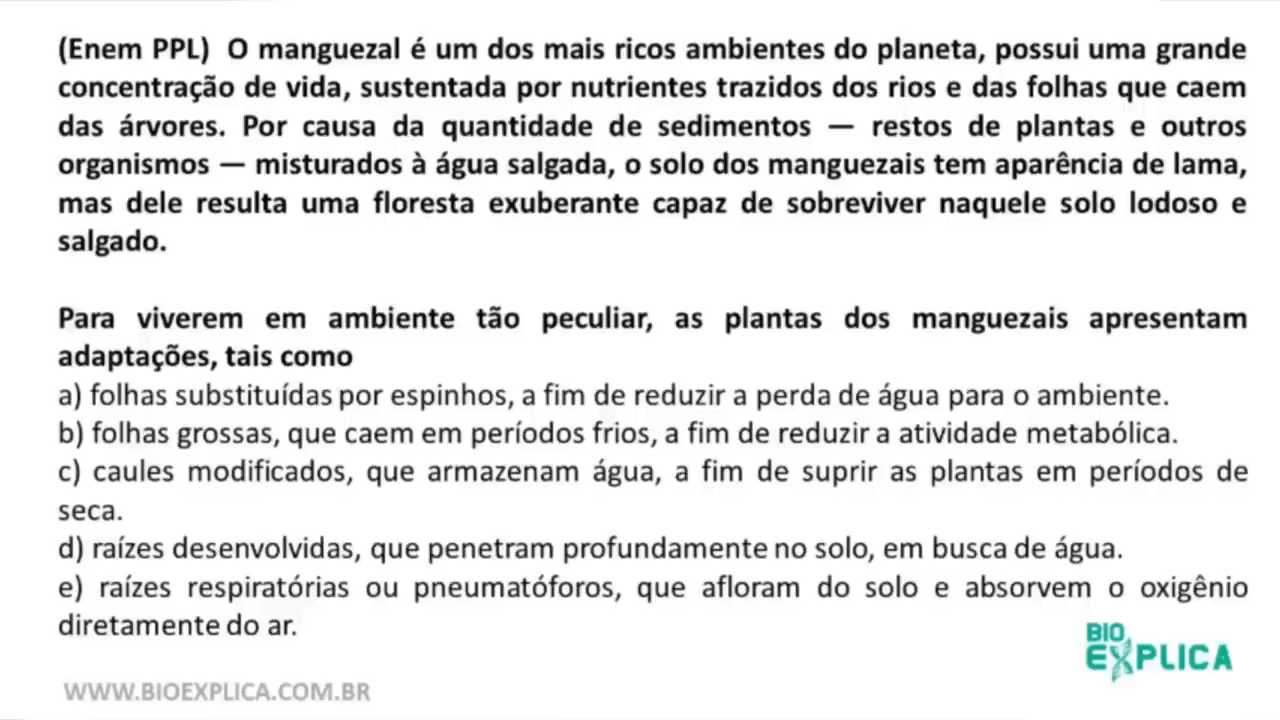 (Enem PPL) O manguezal é um dos mais ricos ambientes do planeta, possui uma grande
concentração de vida, sustentada por nutrientes trazidos dos rios e das folhas que caem
das árvores. Por causa da quantidade de sedimentos — restos de plantas e outros
organismos — misturados à água salgada, o solo dos manguezais tem aparência de lama,
mas dele resulta uma floresta exuberante capaz de sobreviver naquele solo lodoso e
salgado.
Para viverem em ambiente tão peculiar, as plantas dos manguezais apresentam
adaptações, tais como
a) folhas substituídas por espinhos, a fim de reduzir a perda de água para o ambiente.
b) folhas grossas, que caem em períodos frios, a fim de reduzir a atividade metabólica.
c) caules modificados, que armazenam água, a fim de suprir as plantas em períodos de
seca.
d) raízes desenvolvidas, que penetram profundamente no solo, em busca de água.
e) raízes respiratórias ou pneumatóforos, que afloram do solo e absorvem o oxigênio
diretamente do ar.
BIO
EXPLICA
WWW.BIOEXPLICA.COM.BR